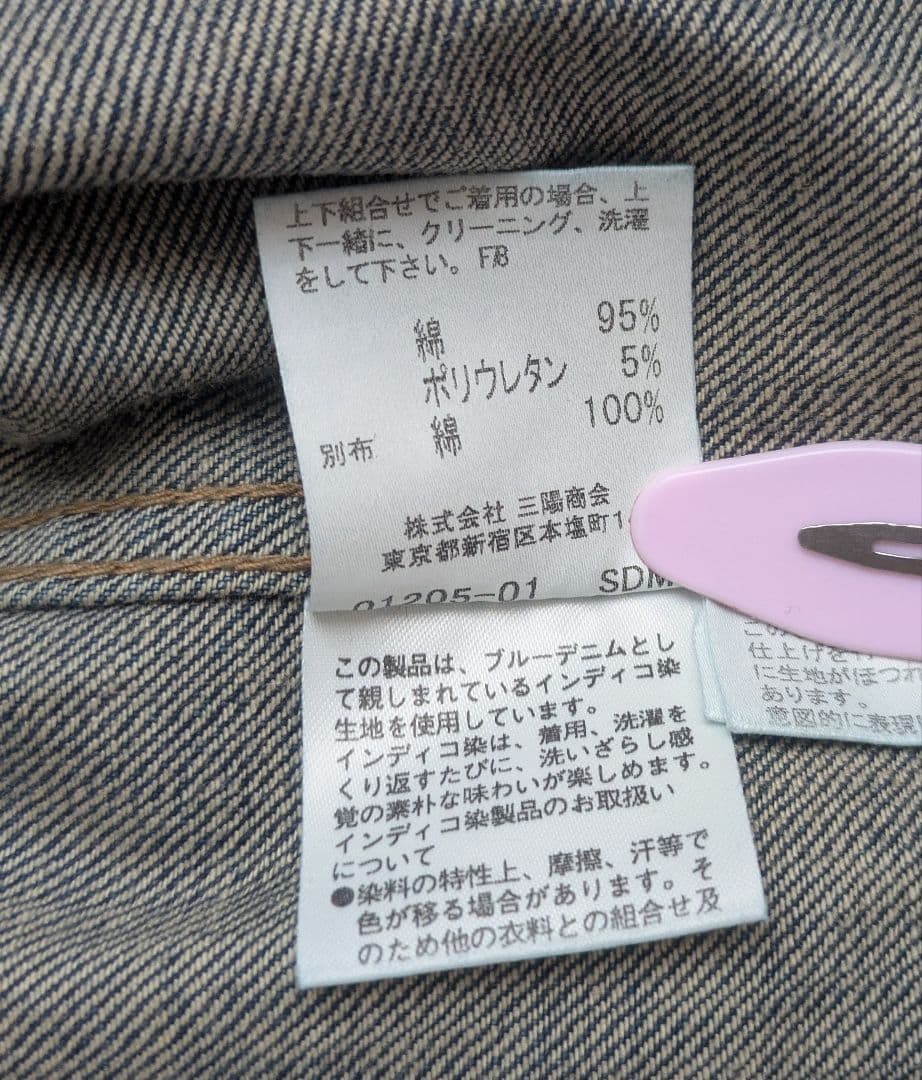 上下組合せでご着用の場合、上
下一緒に、クリーニング、洗濯
をして下さい。F/B
綿 95%
ポリウレタン 5%
別布 綿 100%
株式会社 三陽商会
東京都新宿区本塩町1
01205-01 SDM
この製品は、ブルーデニムとし
て親しまれているインディコ染
生地を使用しています。
インディコ染は、着用、洗濯を
くり返すたびに、洗いざらし感
覚の素朴な味わいが楽しめます。
インディコ染製品のお取扱い
について
●染料の特性上、摩擦、汗等で
色が移る場合があります。そ
のため他の衣料との組合せ及
仕上げを
に生地がほつれ
あります。
意図的に表現